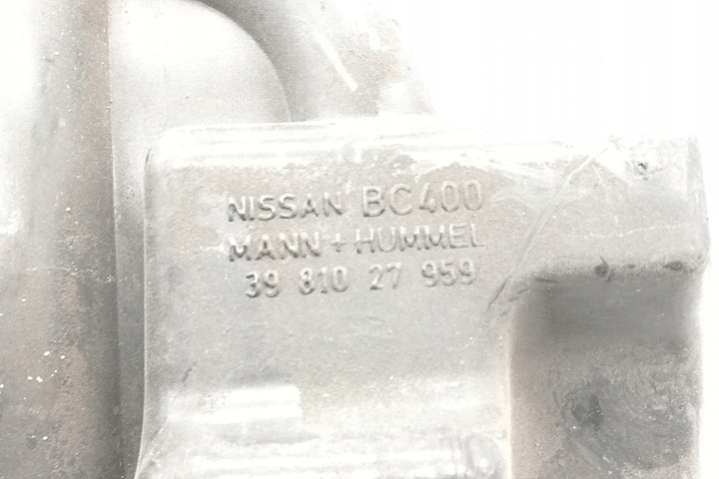 NISSAN BC400
MANN + HUMMEL
39 810 27 959